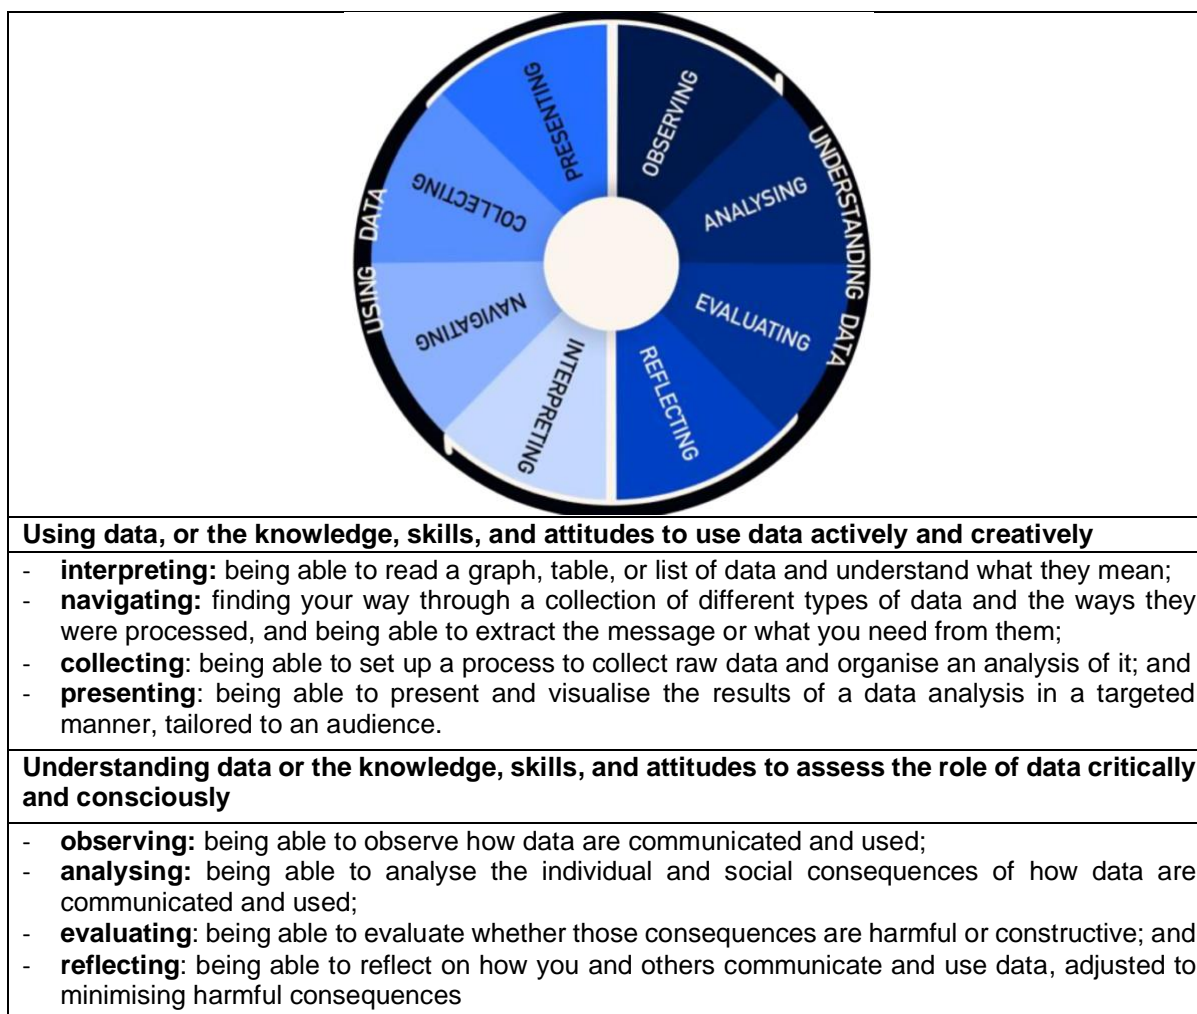 PRESENTING
OBSERVING
COLLECTING
ANALYSING
USING DATA
UNDERSTANDING DATA
NAVIGATING
EVALUATING
INTERPRETING
REFLECTING
Using data, or the knowledge, skills, and attitudes to use data actively and creatively
- interpreting: being able to read a graph, table, or list of data and understand what they mean;
- navigating: finding your way through a collection of different types of data and the ways they
were processed, and being able to extract the message or what you need from them;
- collecting: being able to set up a process to collect raw data and organise an analysis of it; and
- presenting: being able to present and visualise the results of a data analysis in a targeted
manner, tailored to an audience.
Understanding data or the knowledge, skills, and attitudes to assess the role of data critically
and consciously
- observing: being able to observe how data are communicated and used;
- analysing: being able to analyse the individual and social consequences of how data are
communicated and used;
- evaluating: being able to evaluate whether those consequences are harmful or constructive; and
- reflecting: being able to reflect on how you and others communicate and use data, adjusted to
minimising harmful consequences